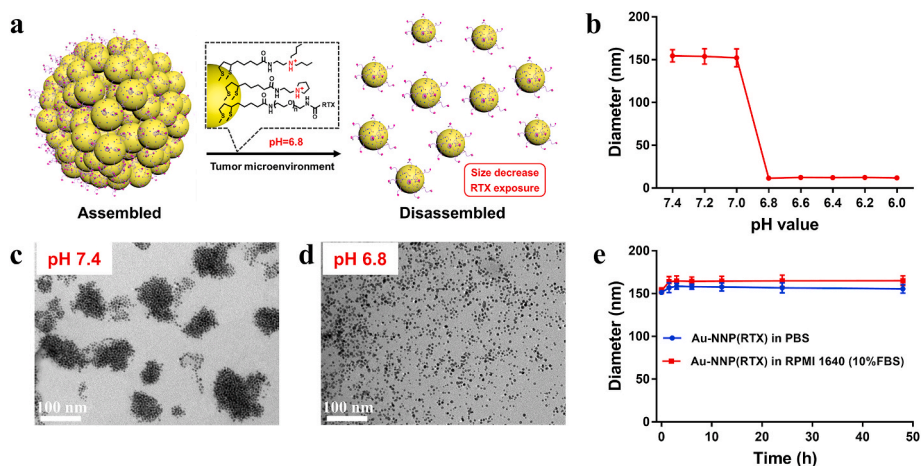 a
O
N
H
NH+
S
S
O
N
H
NH+
S
S
O
N
H
O
n
N
H
O
RTX
pH=6.8
Tumor microenvironment
Size decrease
RTX exposure
Assembled
Disassembled
b
Diameter (nm)
200
150
100
50
0
7.4 7.2 7.0 6.8 6.6 6.4 6.2 6.0
pH value
c
pH 7.4
100 nm
d
pH 6.8
100 nm
e
Diameter (nm)
200
150
100
50
0
Au-NNP(RTX) in PBS
Au-NNP(RTX) in RPMI 1640 (10%FBS)
0 10 20 30 40 50
Time (h)